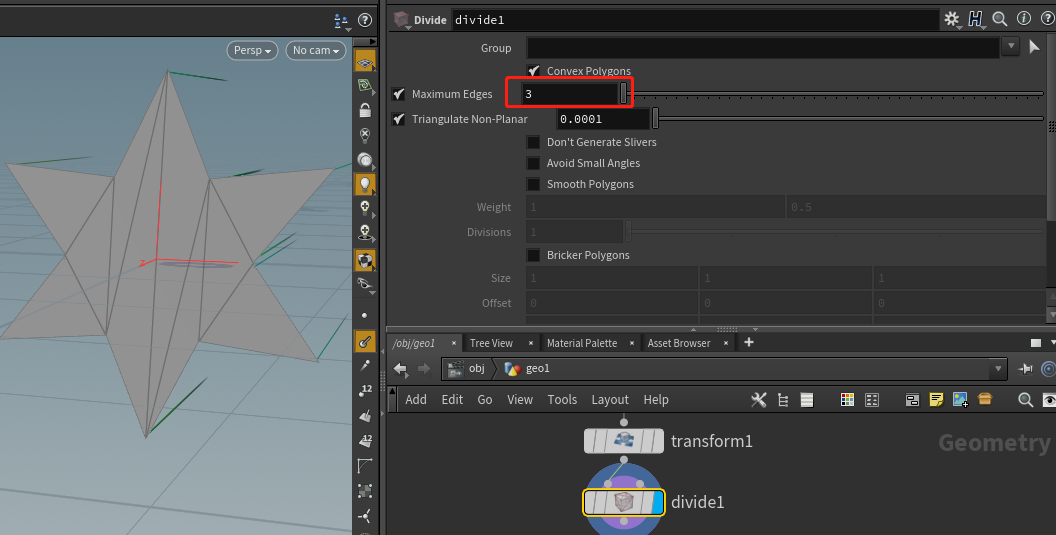 Divide divide1
Persp No cam
Group
Convex Polygons
Maximum Edges 3
Triangulate Non-Planar 0.0001
Don't Generate Slivers
Avoid Small Angles
Smooth Polygons
Weight 1 0.5
Divisions 1
Bricker Polygons
Size 1 1 1
Offset 0 0 0
z
12
12
/obj/geo1 × Tree View × Material Palette × Asset Browser × +
obj geo1
Add Edit Go View Tools Layout Help
transform1
Geometry
divide1